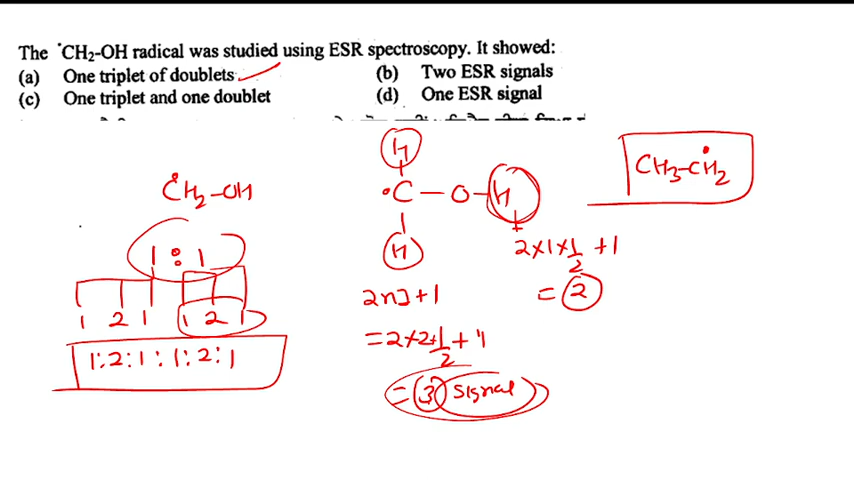 The ˙CH₂-OH radical was studied using ESR spectroscopy. It showed:
(a) One triplet of doublets
(b) Two ESR signals
(c) One triplet and one doublet
(d) One ESR signal
ĊH₂-OH
1 : 1
1 2 1 1 2 1
1:2:1:1:2:1
H
·C-O-H
H
2nI+1
=2×2×1/2+1
=3 signal
2×1×1/2+1
=2
CH₃-ĊH₂